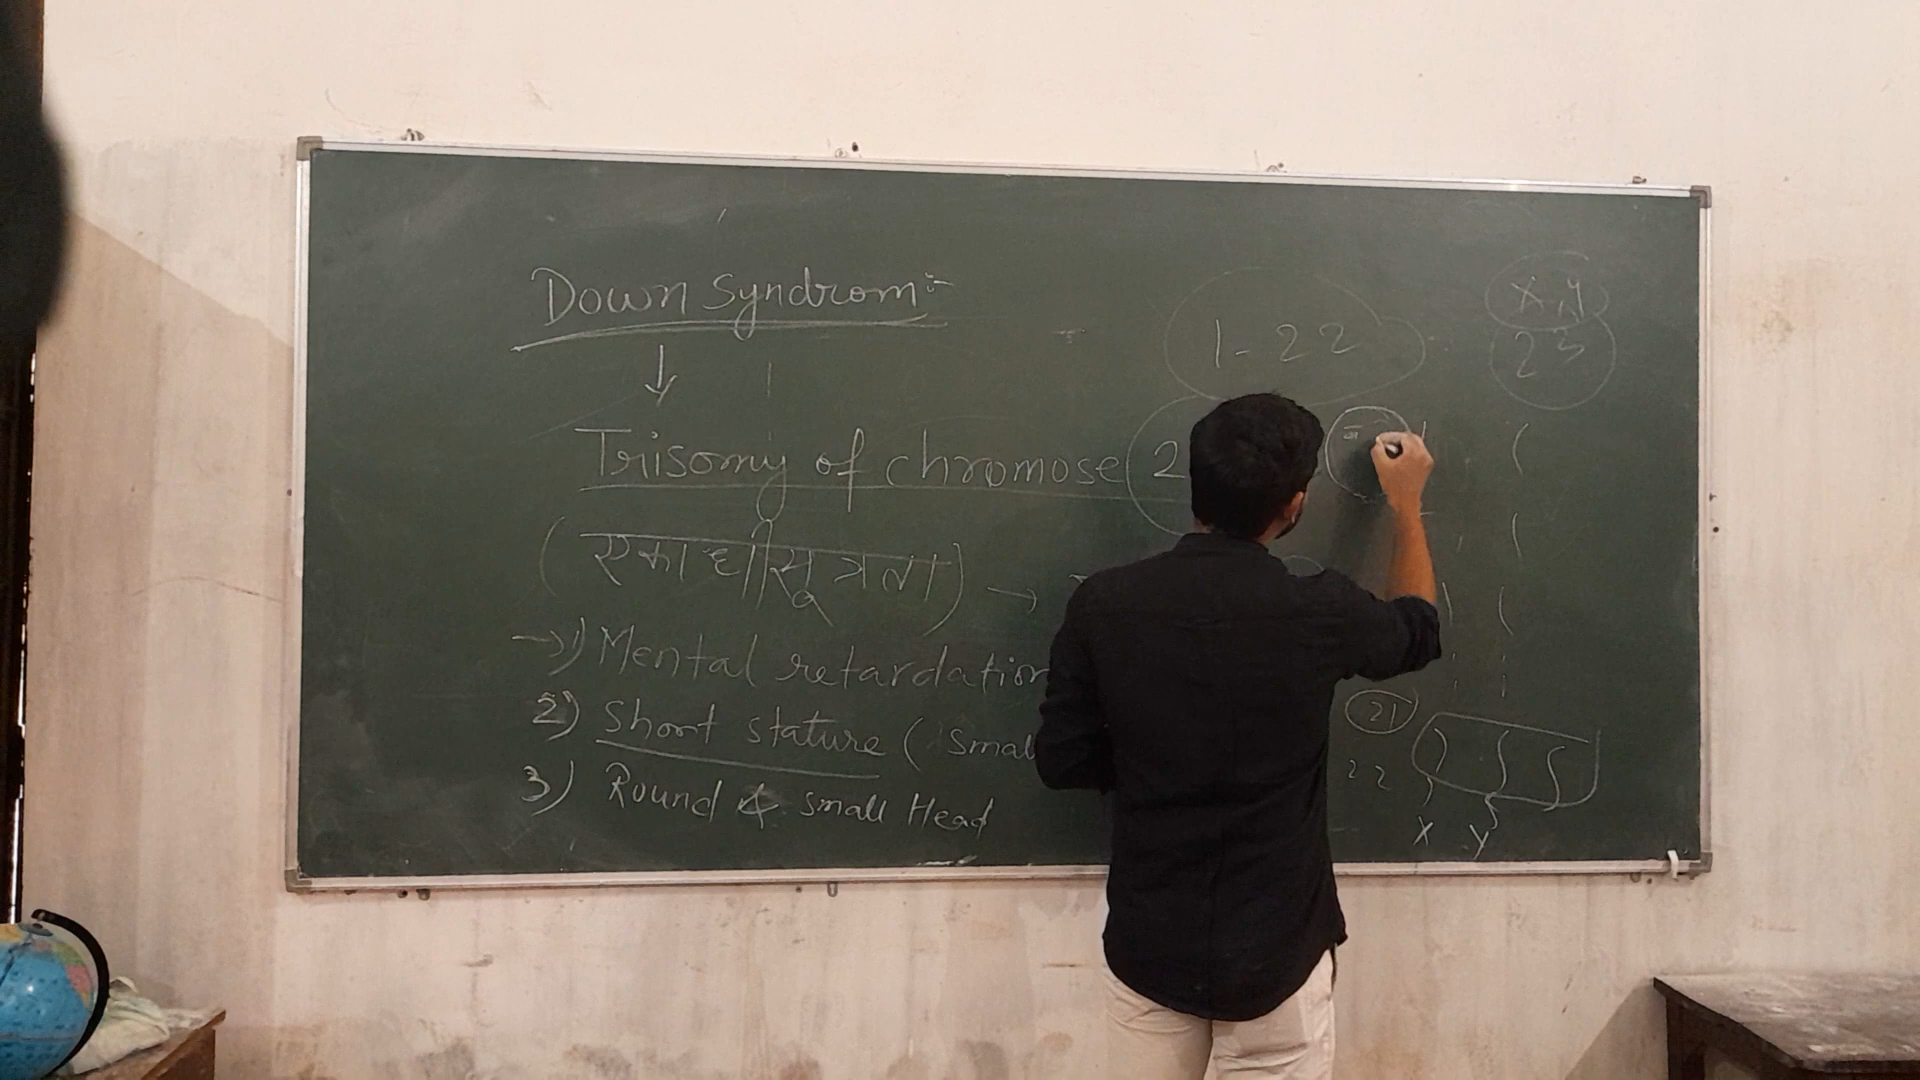 Down Syndrom:-
↓
Trisomy of chromose 2
(एकाधीसूत्रता) →
→ 1) Mental retardation
2) Short stature ( Smal
3) Round & small Head
1 - 22
X, Y
23
21
22
X Y